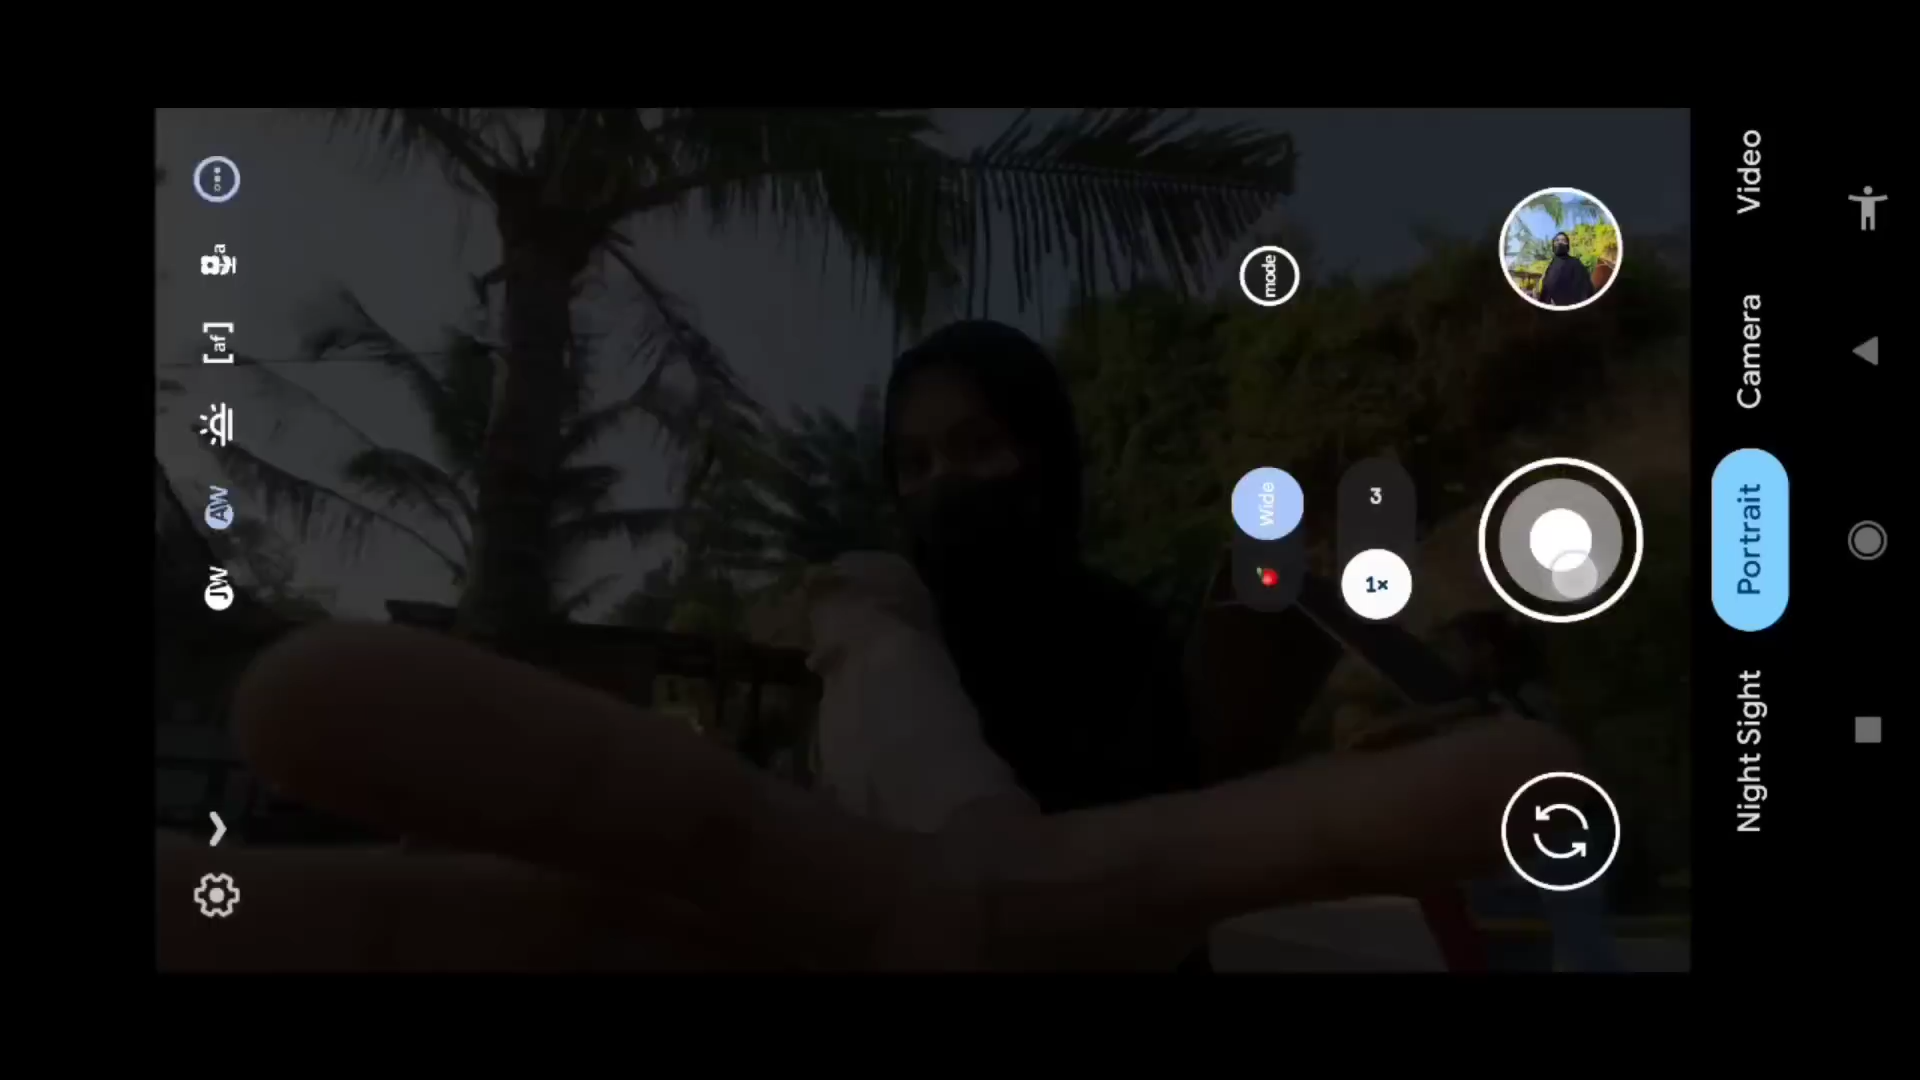 Video
Camera
Portrait
Night Sight
mode
Wide
3
1×
[af]
AW
JW